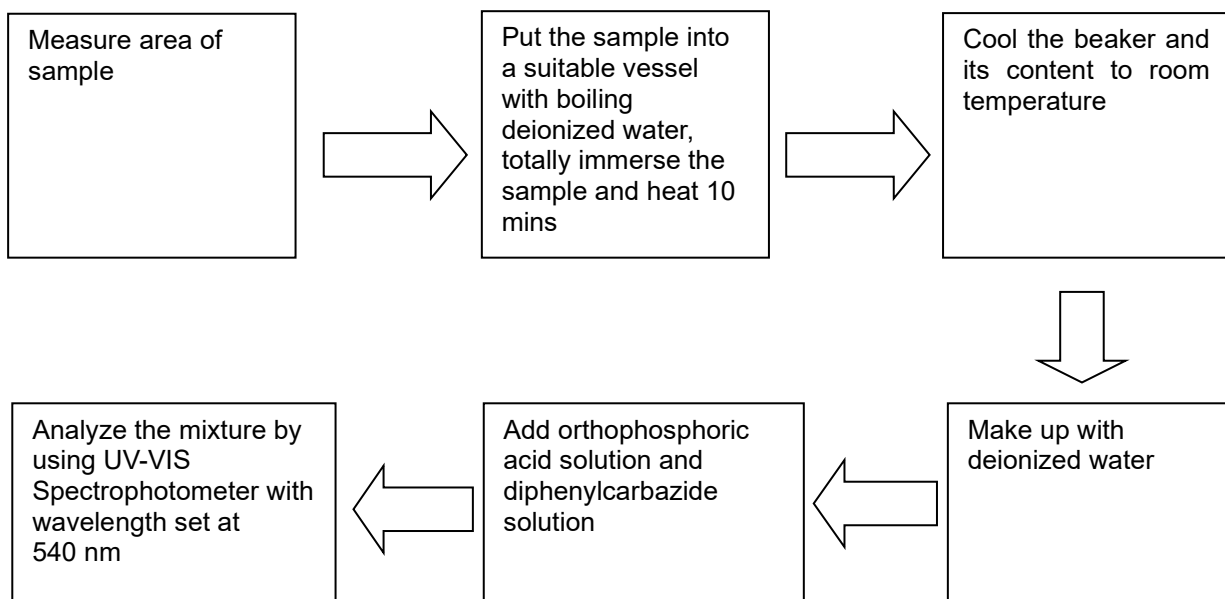 Measure area of
sample
Put the sample into
a suitable vessel
with boiling
deionized water,
totally immerse the
sample and heat 10
mins
Cool the beaker and
its content to room
temperature
Make up with
deionized water
Add orthophosphoric
acid solution and
diphenylcarbazide
solution
Analyze the mixture by
using UV-VIS
Spectrophotometer with
wavelength set at
540 nm